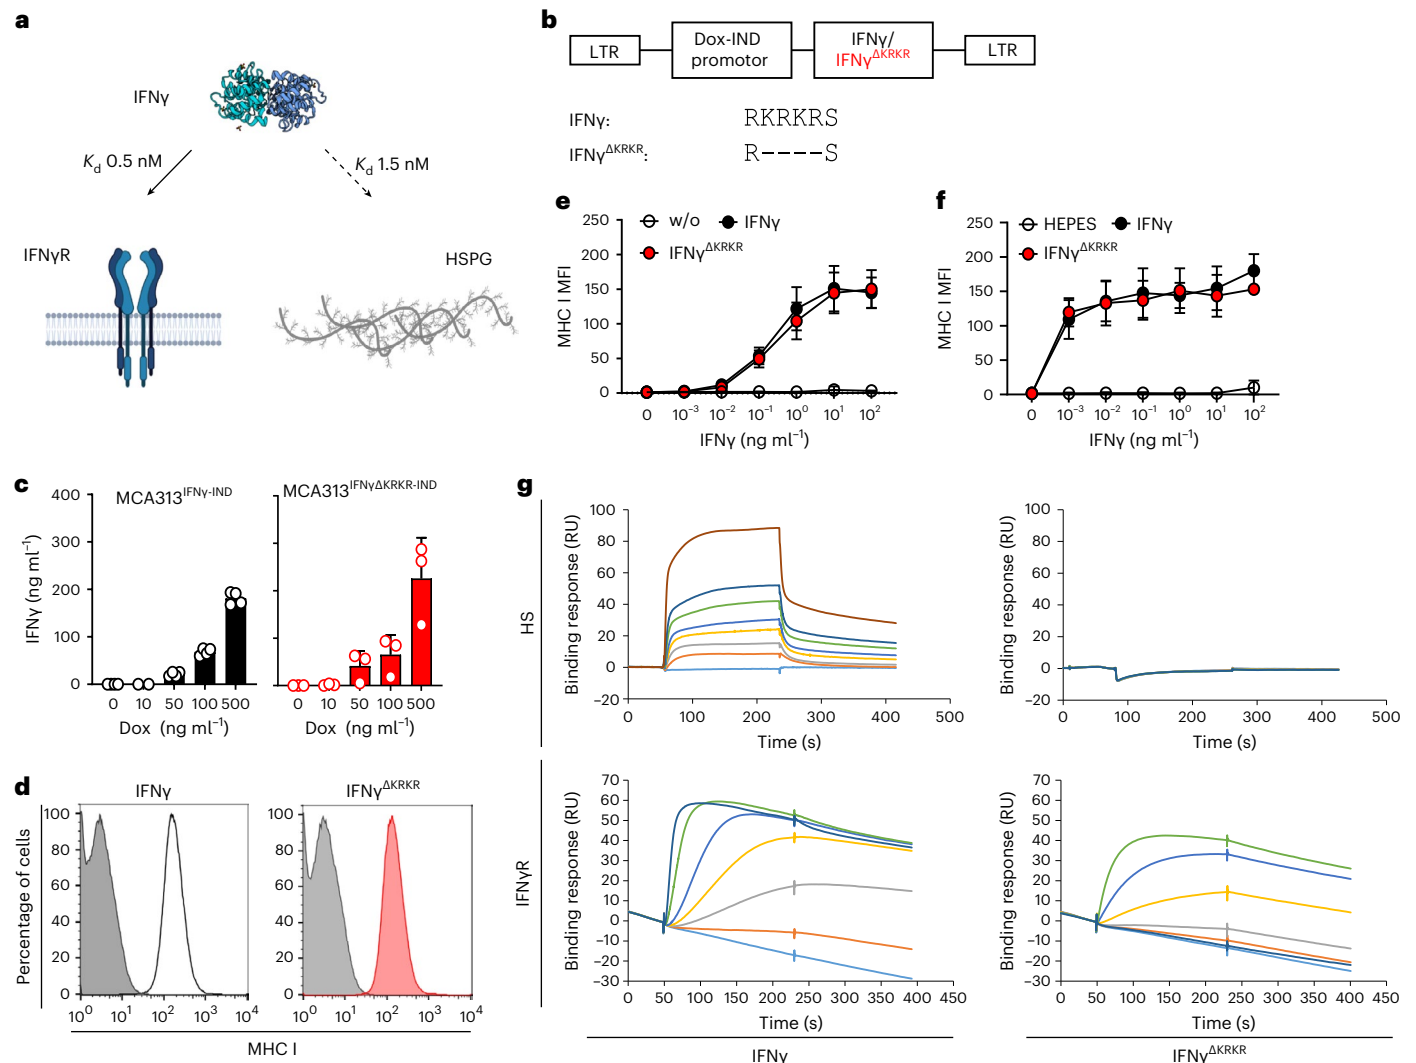 a
IFNγ
Kd 0.5 nM
Kd 1.5 nM
IFNγR
HSPG
b
LTR
Dox-IND
promotor
IFNγ/
IFNγΔKRKR
LTR
IFNγ:
RKRKRS
IFNγΔKRKR:
R----S
e
w/o
IFNγ
IFNγΔKRKR
MHC I MFI
250
200
150
100
50
0
0
10−3
10−2
10−1
100
101
102
IFNγ (ng ml−1)
f
HEPES
IFNγ
IFNγΔKRKR
MHC I MFI
250
200
150
100
50
0
0
10−3
10−2
10−1
100
101
102
IFNγ (ng ml−1)
c
MCA313IFNγ-IND
MCA313IFNγΔKRKR-IND
IFNγ (ng ml−1)
400
300
200
100
0
0
10
50
100
500
Dox (ng ml−1)
0
10
50
100
500
Dox (ng ml−1)
d
IFNγ
IFNγΔKRKR
Percentage of cells
100
80
60
40
20
0
100
101
102
103
104
100
80
60
40
20
0
100
101
102
103
104
MHC I
g
HS
Binding response (RU)
100
80
60
40
20
0
−20
0
100
200
300
400
500
Time (s)
Binding response (RU)
100
80
60
40
20
0
−20
0
100
200
300
400
500
Time (s)
IFNγR
Binding response (RU)
70
60
50
40
30
20
10
0
−10
−20
−30
0
50
100
150
200
250
300
350
400
450
Time (s)
IFNγ
Binding response (RU)
70
60
50
40
30
20
10
0
−10
−20
−30
0
50
100
150
200
250
300
350
400
450
Time (s)
IFNγΔKRKR